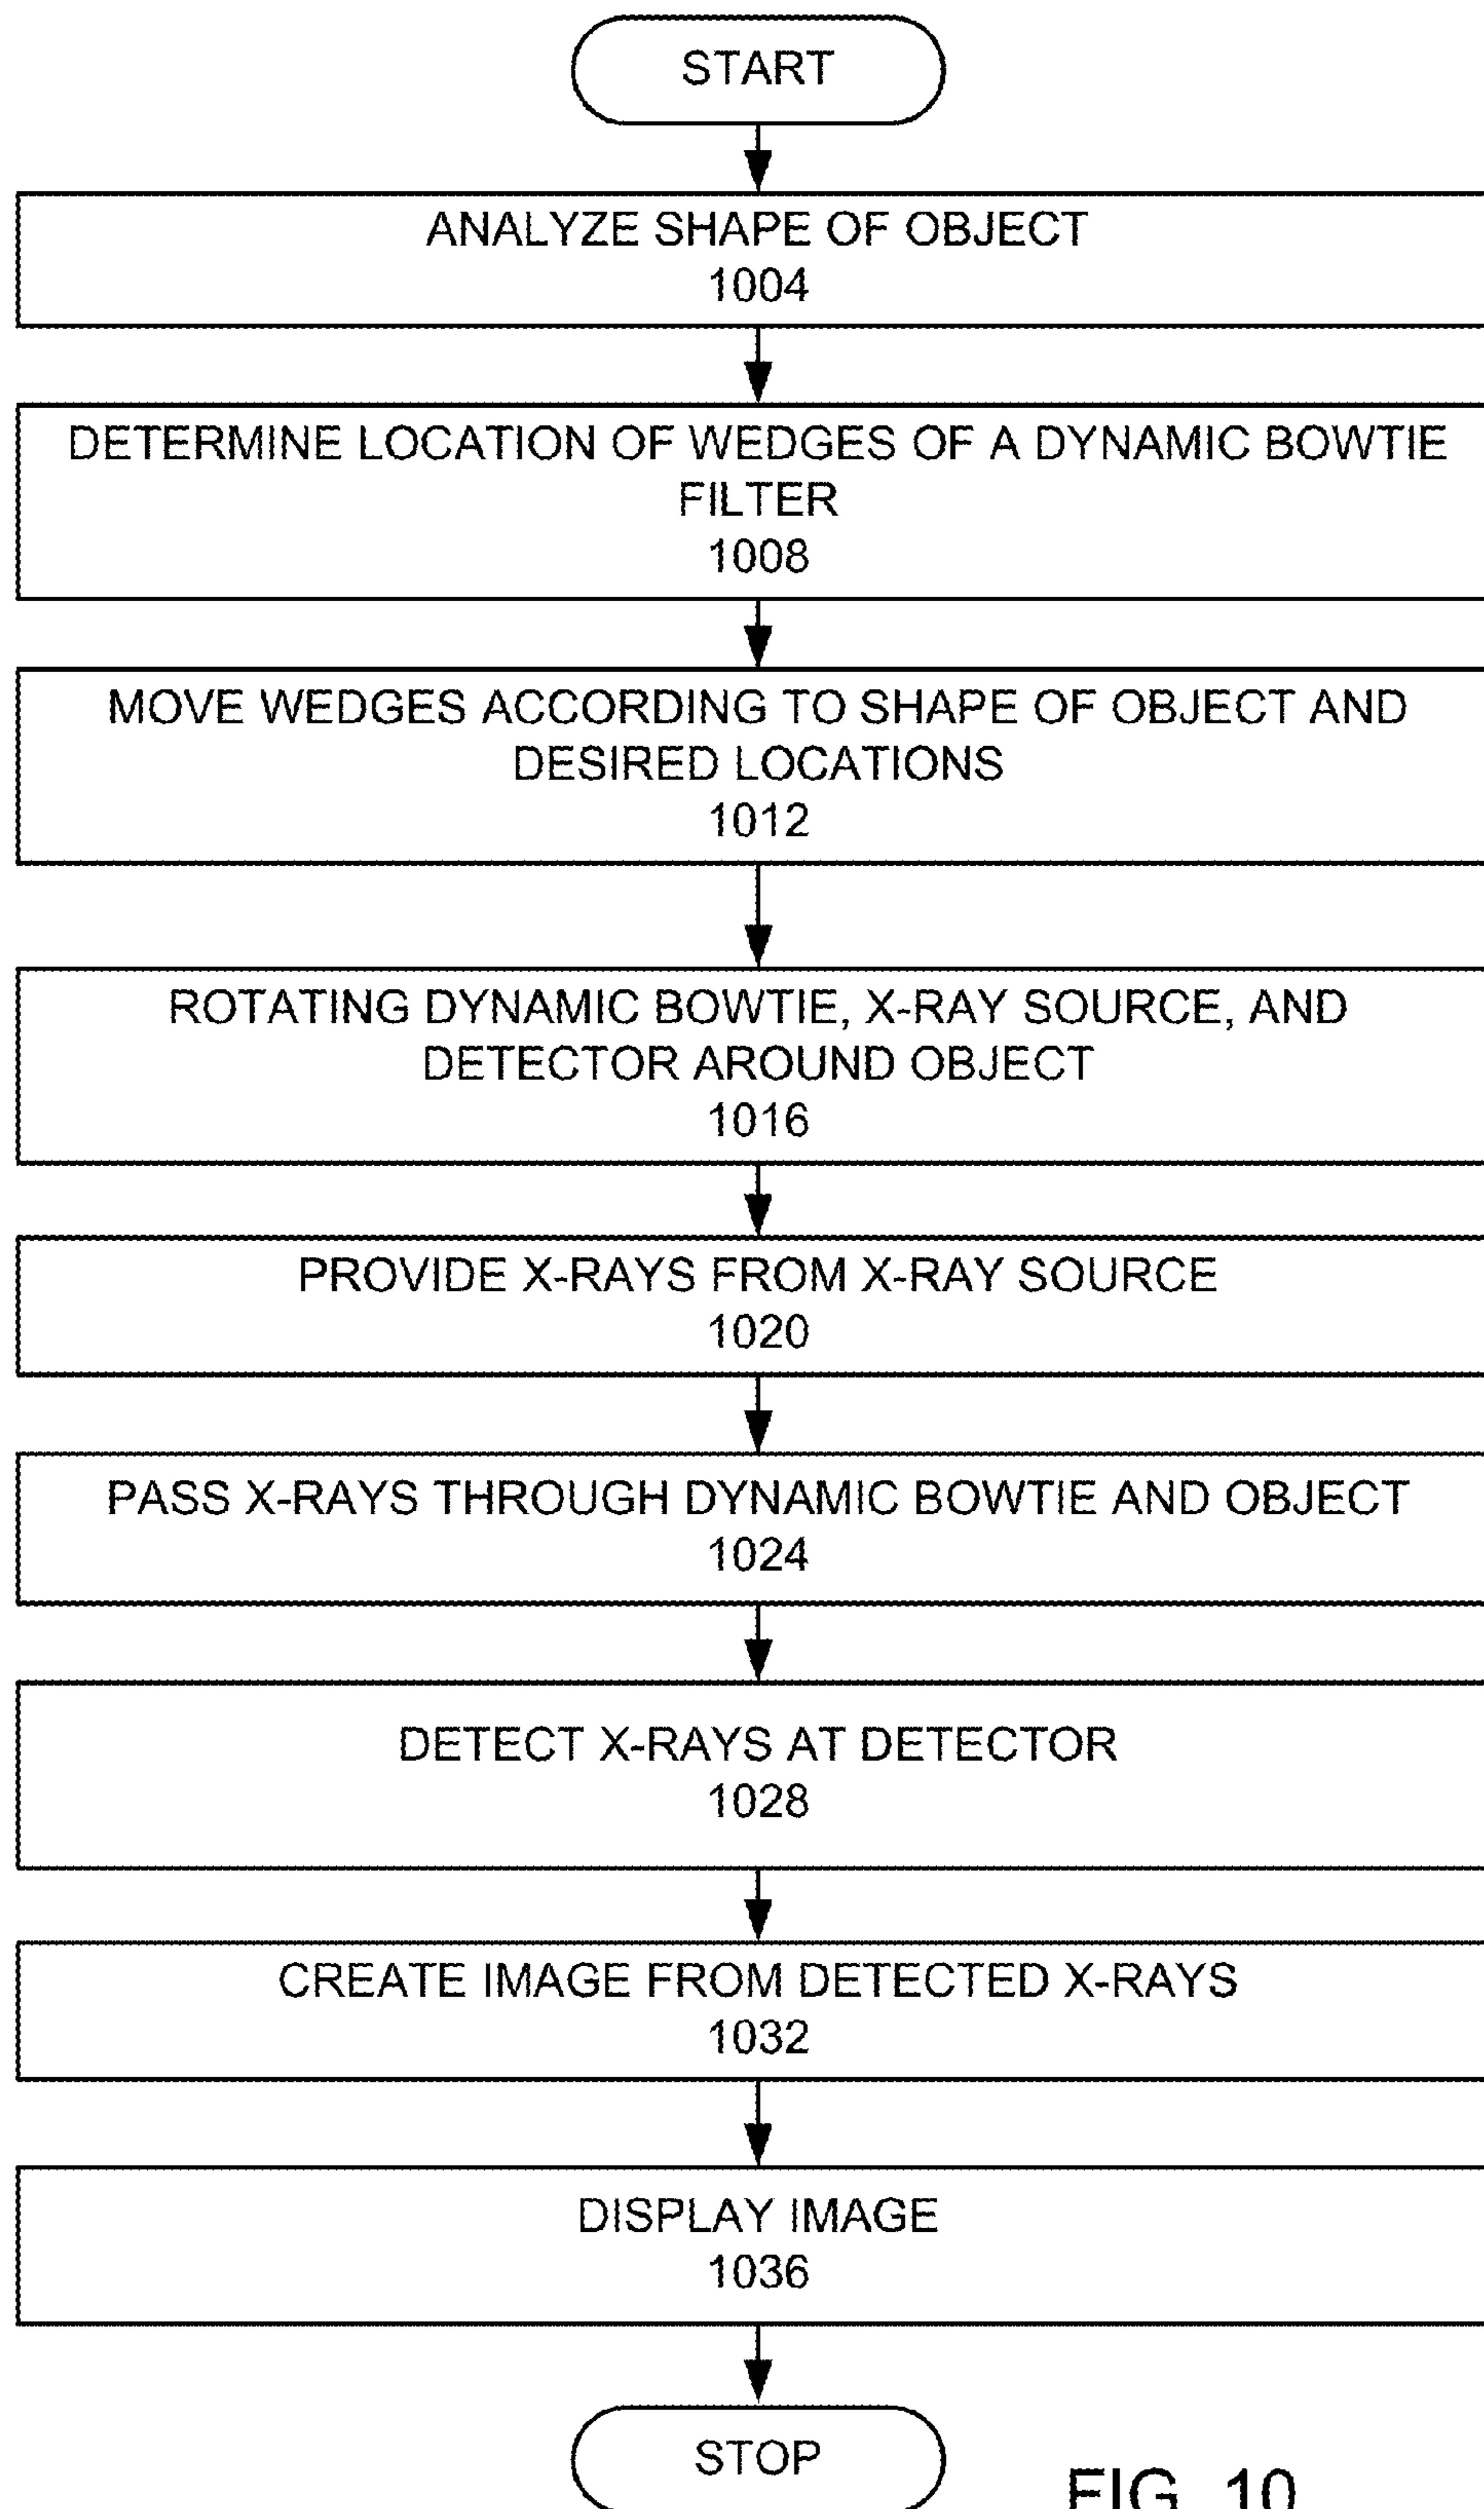 START
ANALYZE SHAPE OF OBJECT
1004
DETERMINE LOCATION OF WEDGES OF A DYNAMIC BOWTIE
FILTER
1008
MOVE WEDGES ACCORDING TO SHAPE OF OBJECT AND
DESIRED LOCATIONS
1012
ROTATING DYNAMIC BOWTIE, X-RAY SOURCE, AND
DETECTOR AROUND OBJECT
1016
PROVIDE X-RAYS FROM X-RAY SOURCE
1020
PASS X-RAYS THROUGH DYNAMIC BOWTIE AND OBJECT
1024
DETECT X-RAYS AT DETECTOR
1028
CREATE IMAGE FROM DETECTED X-RAYS
1032
DISPLAY IMAGE
1036
STOP
FIG. 10